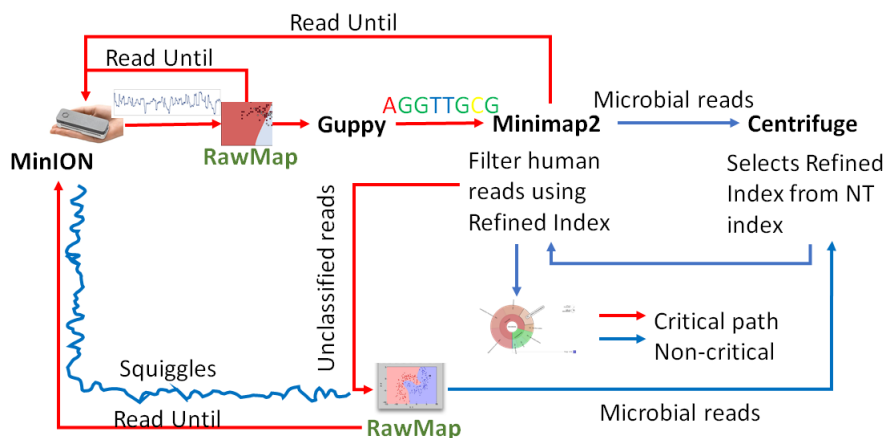 Read Until
Read Until
AGGTTGCG
Microbial reads
Guppy
Minimap2
Centrifuge
RawMap
MinION
Filter human
reads using
Refined Index
Selects Refined
Index from NT
index
Unclassified reads
Critical path
Non-critical
Squiggles
Read Until
RawMap
Microbial reads